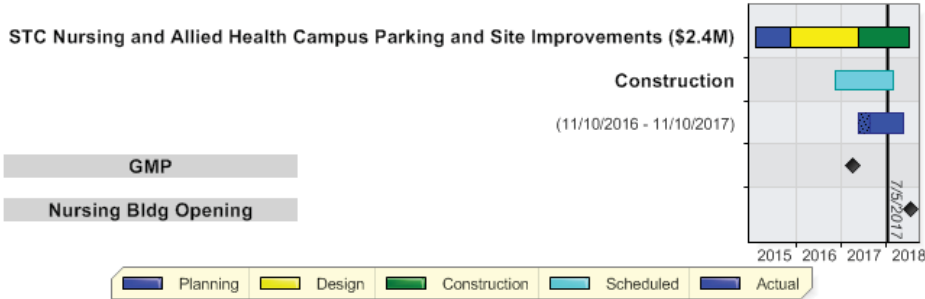 STC Nursing and Allied Health Campus Parking and Site Improvements ($2.4M)
Construction
(11/10/2016 - 11/10/2017)
GMP
Nursing Bldg Opening
7/5/2017
2015 2016 2017 2018
Planning Design Construction Scheduled Actual